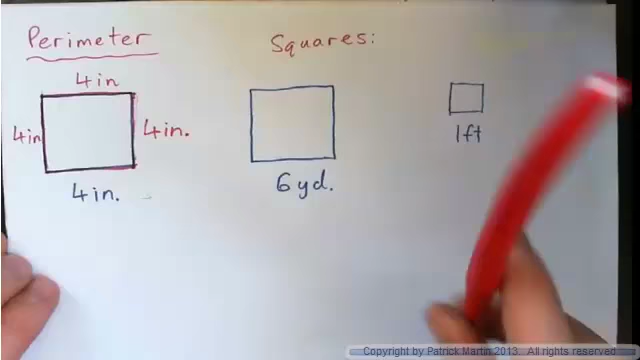 Perimeter
Squares:
4in
4in
4in.
4in.
6yd.
1ft
Copyright by Patrick Martin 2013. All rights reserved